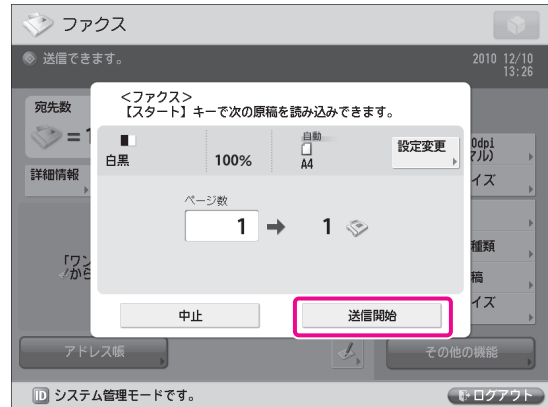 ファクス
送信できます。
2010 12/10
13:26
宛先数
= 1
詳細情報
<ファクス>
【スタート】キーで次の原稿を読み込みできます。
白黒
100%
自動
A4
設定変更
ページ数
1 → 1
中止
送信開始
0dpi
アル)
イズ
種類
稿
イズ
「ワン
から
アドレス帳
その他の機能
ID システム管理モードです。
ログアウト